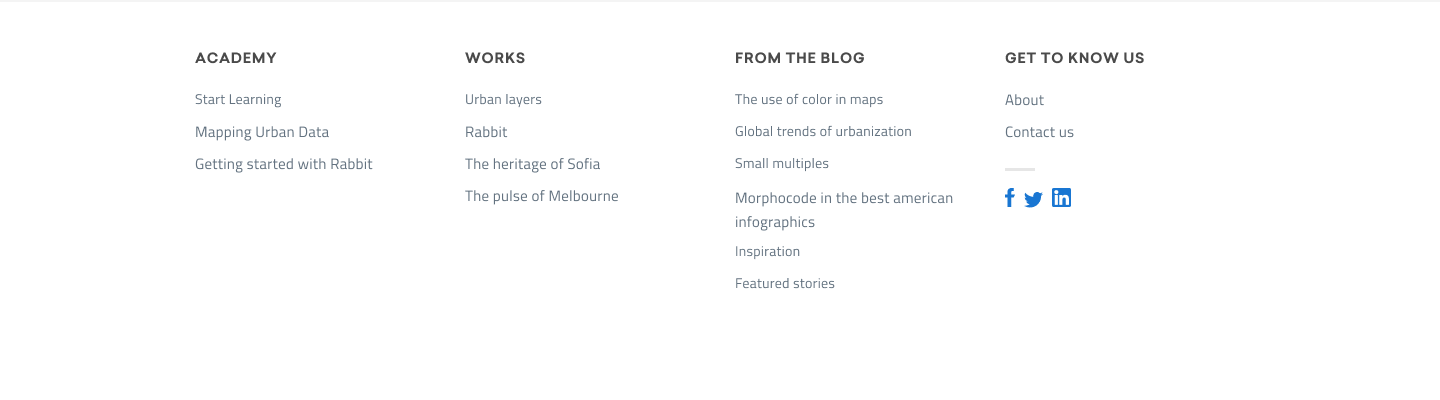 ACADEMY
Start Learning
Mapping Urban Data
Getting started with Rabbit
WORKS
Urban layers
Rabbit
The heritage of Sofia
The pulse of Melbourne
FROM THE BLOG
The use of color in maps
Global trends of urbanization
Small multiples
Morphocode in the best american
infographics
Inspiration
Featured stories
GET TO KNOW US
About
Contact us